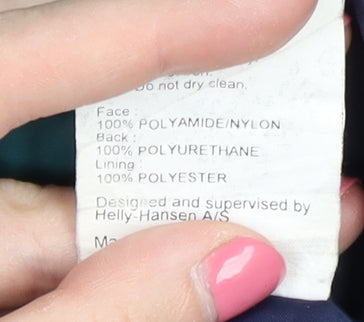 Do not dry clean.
Face :
100% POLYAMIDE/NYLON
Back :
100% POLYURETHANE
Lining :
100% POLYESTER
Designed and supervised by
Helly-Hansen A/S